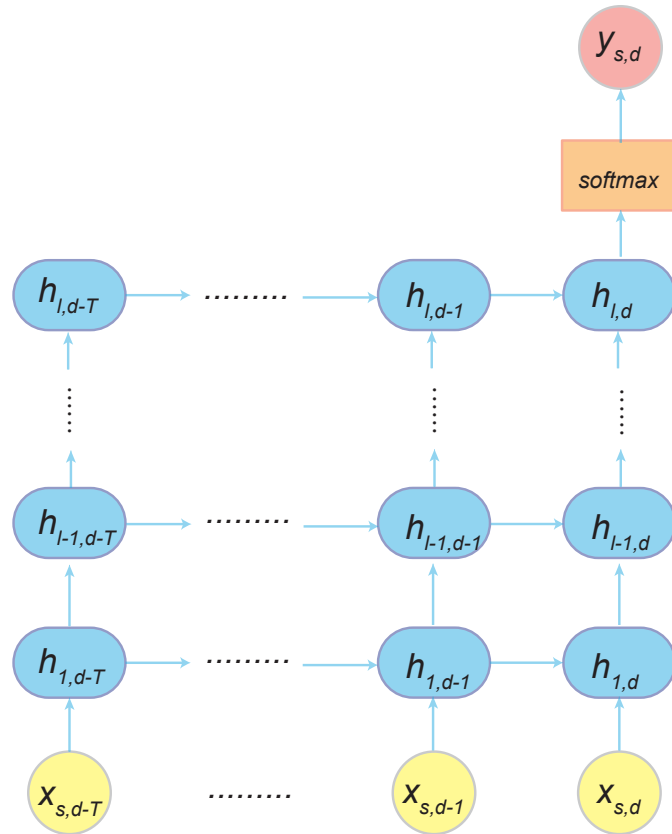 y_{s,d}
softmax
h_{l,d-T} ......... h_{l,d-1} h_{l,d}
...... ...... ......
h_{l-1,d-T} ......... h_{l-1,d-1} h_{l-1,d}
h_{1,d-T} ......... h_{1,d-1} h_{1,d}
x_{s,d-T} ......... x_{s,d-1} x_{s,d}